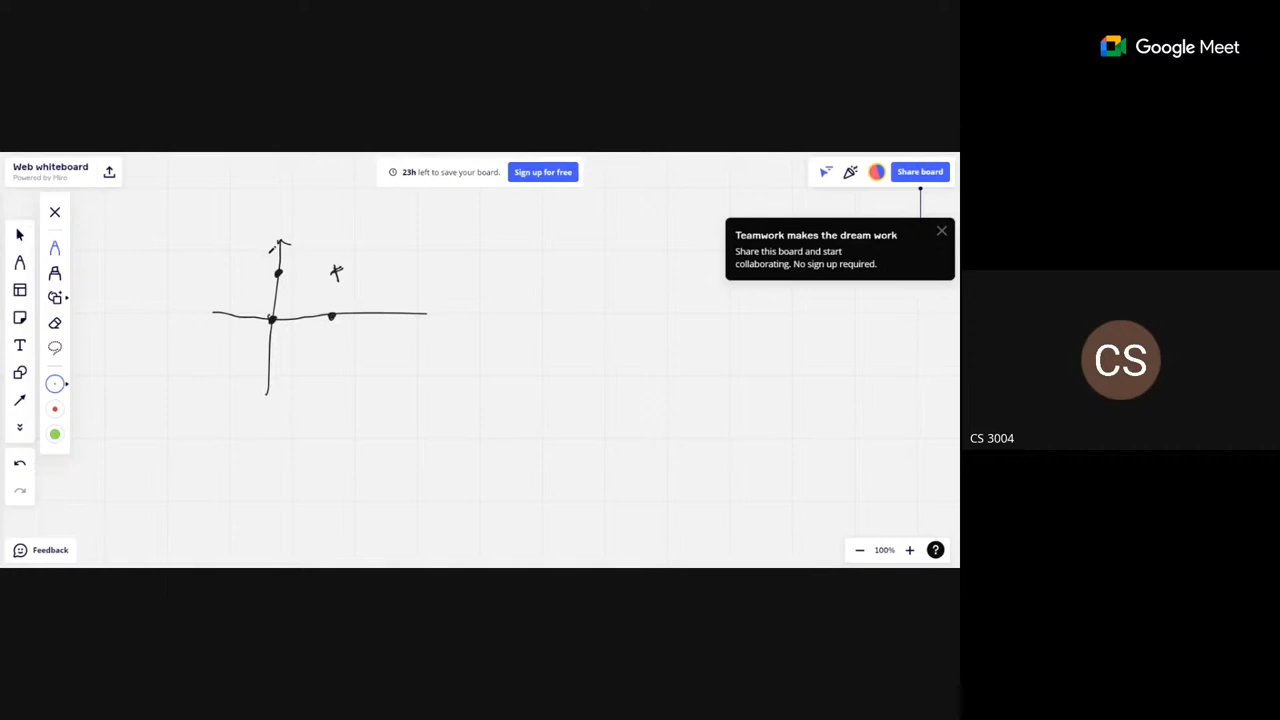 Google Meet
Web whiteboard
Powered by Miro
23h left to save your board.
Sign up for free
Share board
Teamwork makes the dream work
Share this board and start
collaborating. No sign up required.
T
CS
CS 3004
Feedback
100%
?